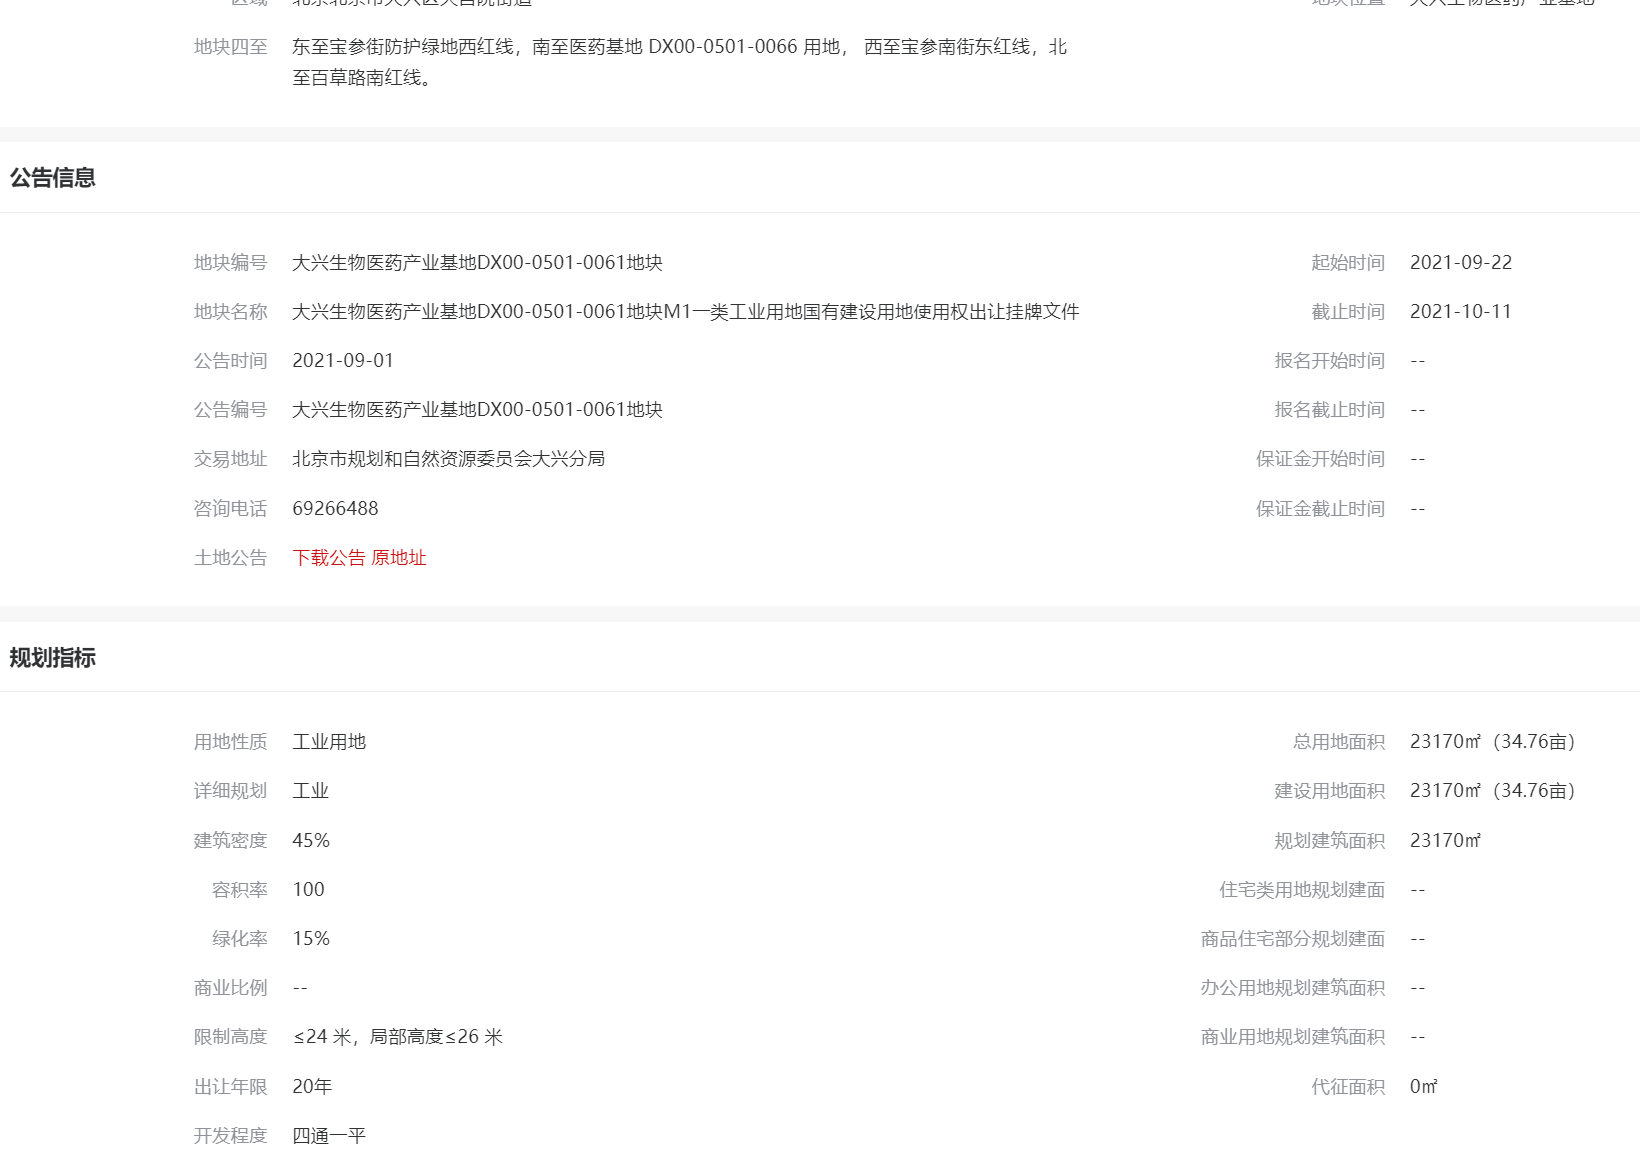 地块四至 东至宝参街防护绿地西红线，南至医药基地 DX00-0501-0066 用地， 西至宝参南街东红线，北
至百草路南红线。
公告信息
地块编号 大兴生物医药产业基地DX00-0501-0061地块 起始时间 2021-09-22
地块名称 大兴生物医药产业基地DX00-0501-0061地块M1一类工业用地国有建设用地使用权出让挂牌文件 截止时间 2021-10-11
公告时间 2021-09-01 报名开始时间 --
公告编号 大兴生物医药产业基地DX00-0501-0061地块 报名截止时间 --
交易地址 北京市规划和自然资源委员会大兴分局 保证金开始时间 --
咨询电话 69266488 保证金截止时间 --
土地公告 下载公告 原地址
规划指标
用地性质 工业用地 总用地面积 23170㎡（34.76亩）
详细规划 工业 建设用地面积 23170㎡（34.76亩）
建筑密度 45% 规划建筑面积 23170㎡
容积率 100 住宅类用地规划建面 --
绿化率 15% 商品住宅部分规划建面 --
商业比例 -- 办公用地规划建筑面积 --
限制高度 ≤24 米，局部高度≤26 米 商业用地规划建筑面积 --
出让年限 20年 代征面积 0㎡
开发程度 四通一平